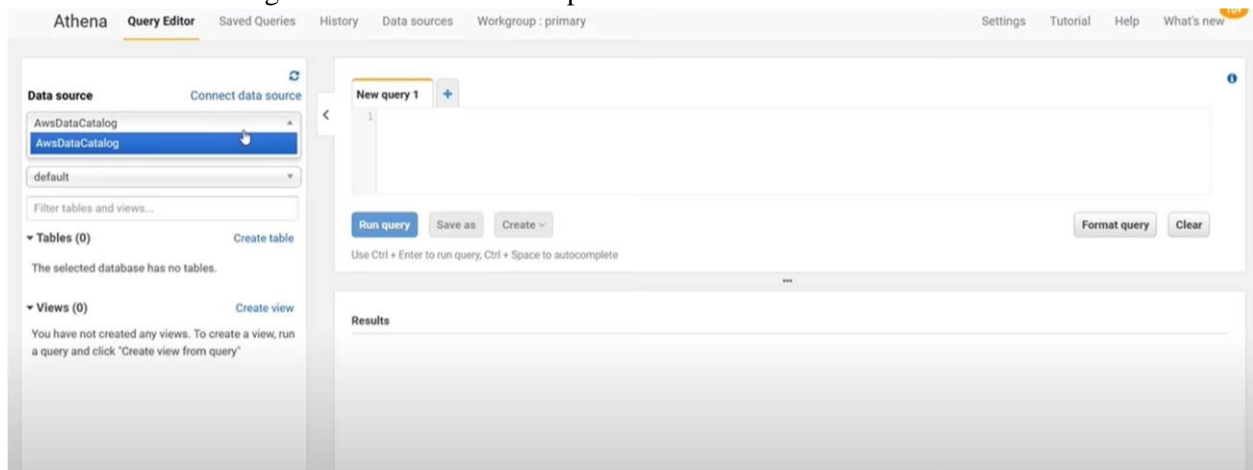 Athena Query Editor Saved Queries History Data sources Workgroup : primary Settings Tutorial Help What's new
Data source Connect data source
AwsDataCatalog
AwsDataCatalog
default
Filter tables and views...
Tables (0) Create table
The selected database has no tables.
Views (0) Create view
You have not created any views. To create a view, run
a query and click "Create view from query"
New query 1
1
Run query Save as Create Format query Clear
Use Ctrl + Enter to run query, Ctrl + Space to autocomplete
Results